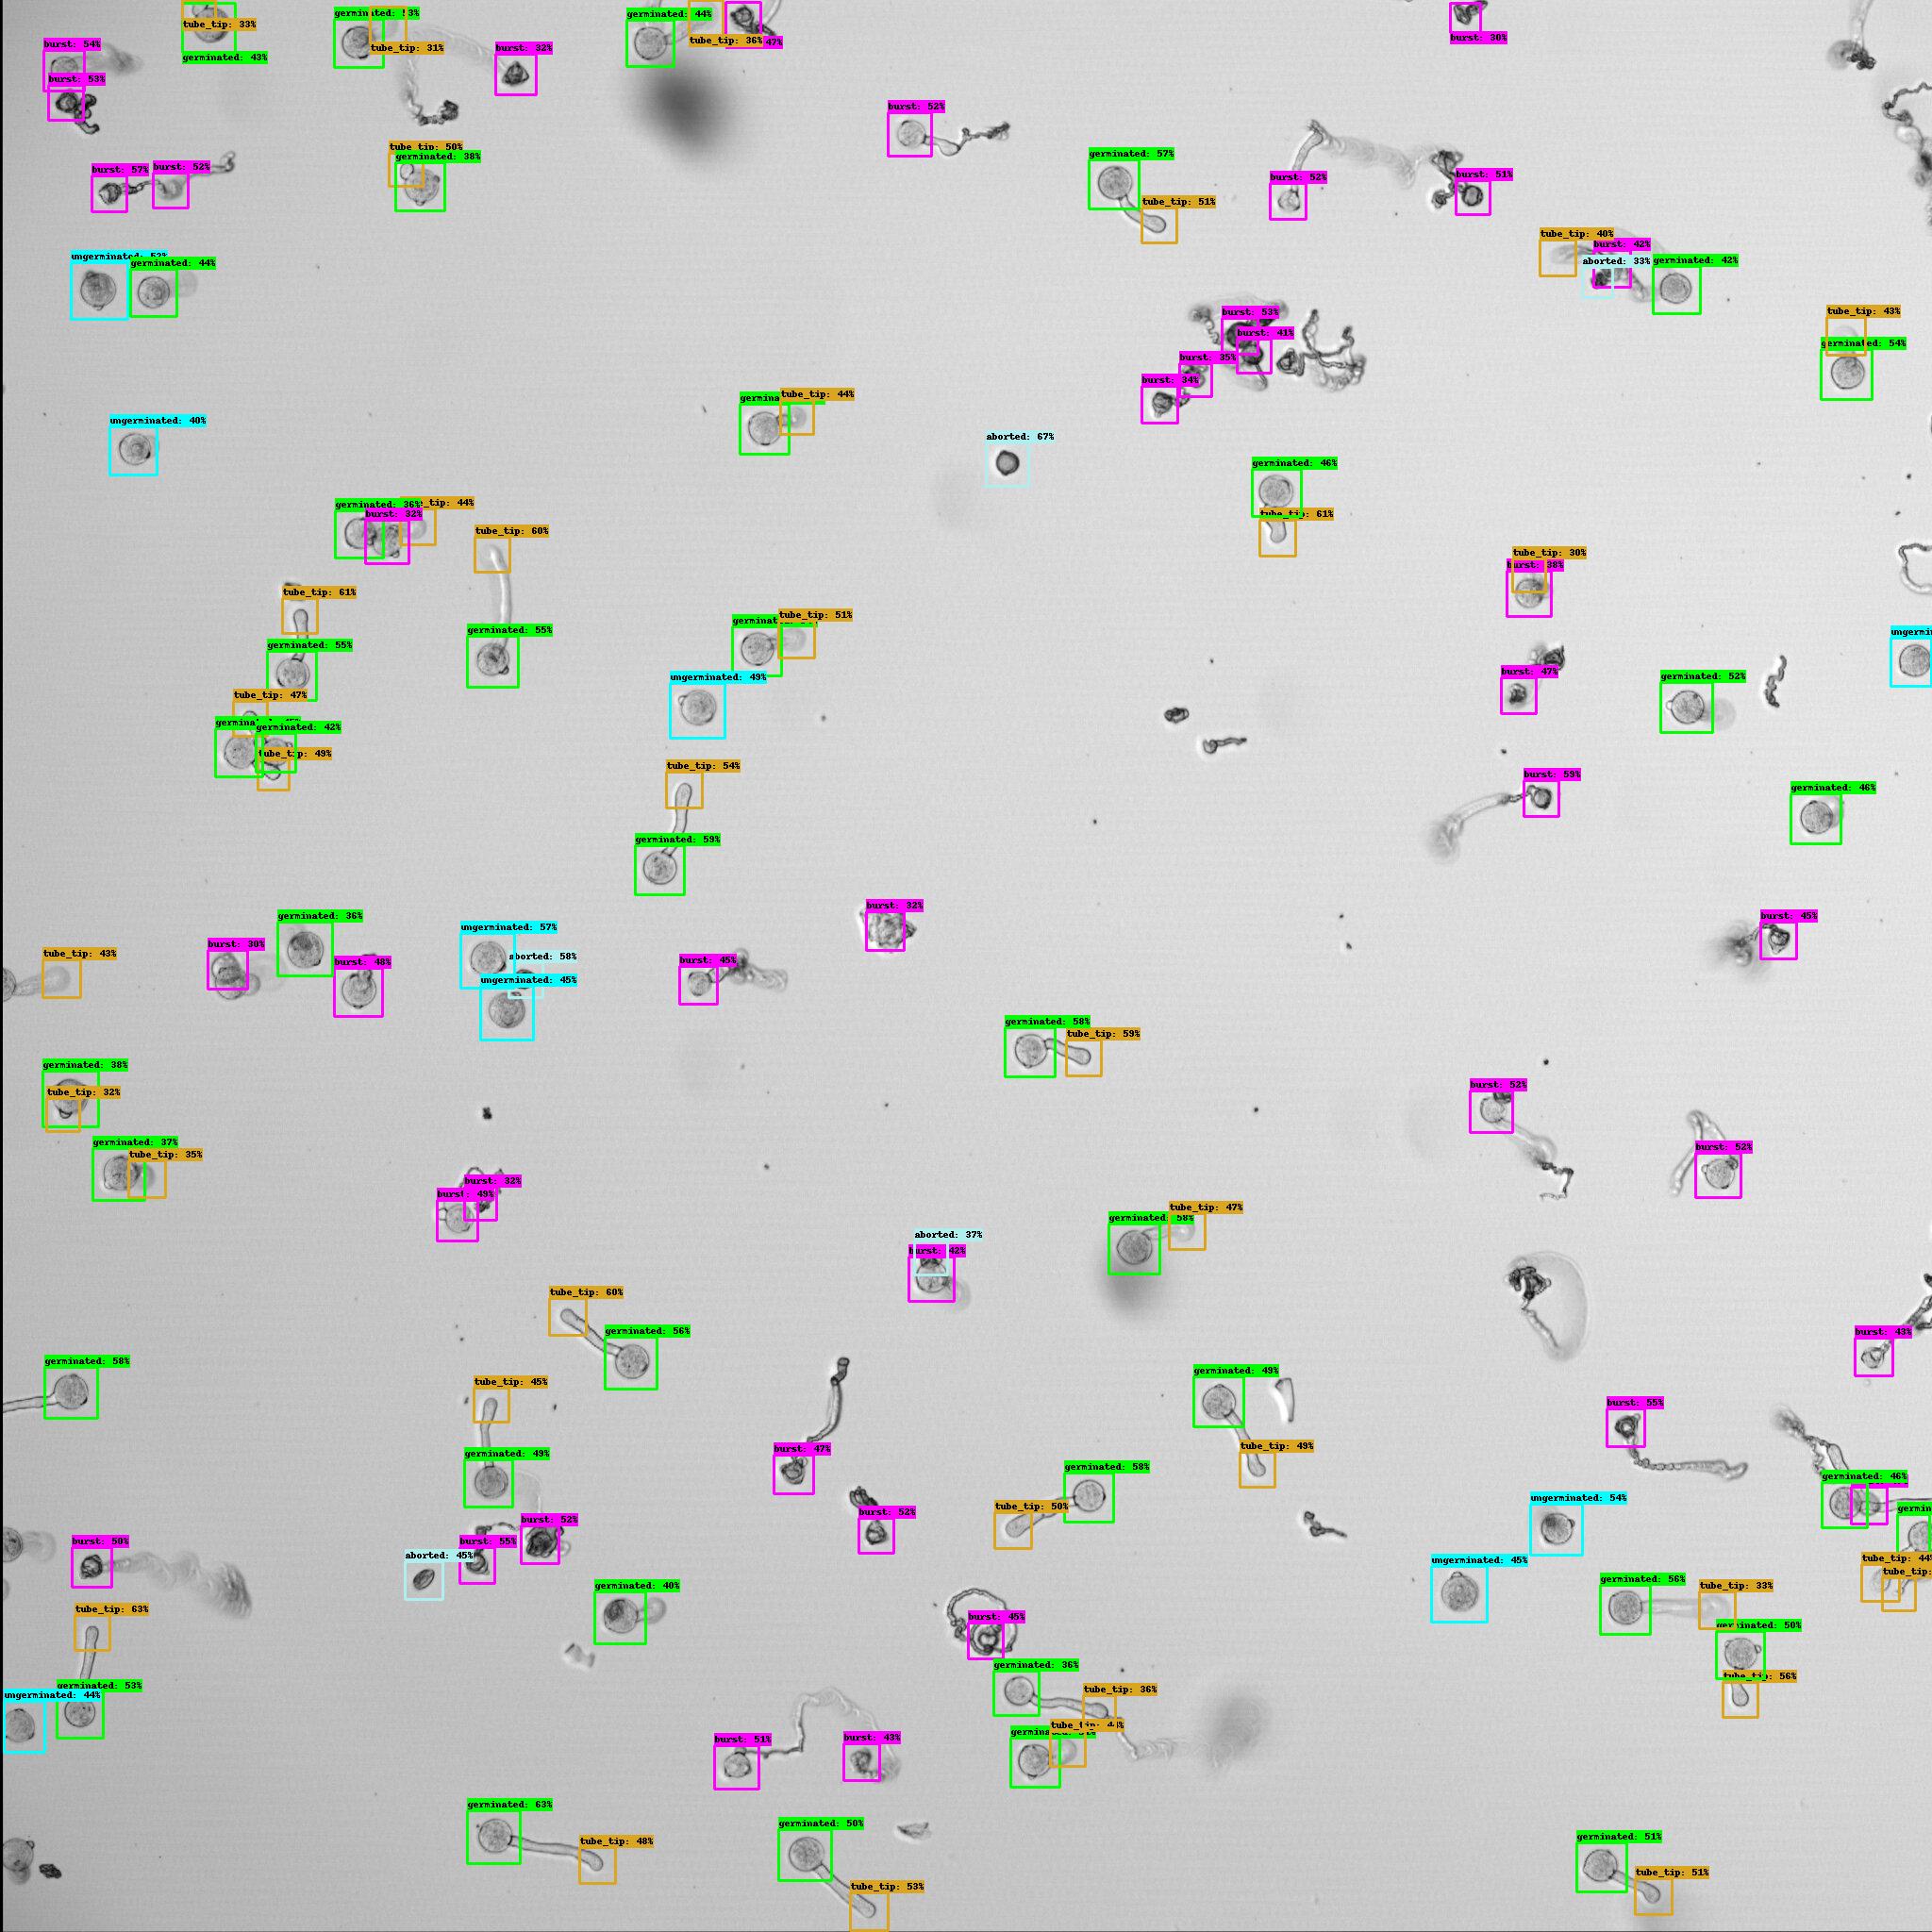 germinated: 53%
germinated: 44%
tube_tip: 33%
burst: 54%
tube_tip: 31%
burst: 32%
tube_tip: 36%
47%
burst: 30%
germinated: 43%
burst: 53%
burst: 52%
tube_tip: 50%
germinated: 38%
germinated: 57%
burst: 57%
burst: 52%
burst: 52%
burst: 51%
tube_tip: 51%
tube_tip: 40%
burst: 42%
ungerminated: 52%
germinated: 44%
aborted: 33%
germinated: 42%
burst: 53%
tube_tip: 43%
burst: 41%
germinated: 54%
burst: 35%
burst: 34%
tube_tip: 44%
ungerminated: 40%
aborted: 67%
germinated: 46%
germinated: 36%
tip: 44%
burst: 32%
tube_tip: 61%
tube_tip: 60%
tube_tip: 30%
burst: 38%
tube_tip: 61%
tube_tip: 51%
germinated: 55%
germinated: 55%
burst: 47%
ungerminated: 49%
germinated: 52%
tube_tip: 47%
germinated: 42%
tube_tip: 49%
tube_tip: 54%
burst: 59%
germinated: 46%
germinated: 59%
burst: 32%
germinated: 36%
burst: 45%
ungerminated: 57%
burst: 30%
tube_tip: 43%
aborted: 58%
burst: 48%
burst: 45%
ungerminated: 45%
germinated: 58%
tube_tip: 59%
germinated: 38%
burst: 52%
tube_tip: 32%
germinated: 37%
burst: 52%
tube_tip: 35%
burst: 32%
burst: 49%
tube_tip: 47%
germinated: 58%
aborted: 37%
burst: 42%
tube_tip: 60%
germinated: 56%
burst: 43%
germinated: 58%
germinated: 49%
tube_tip: 45%
burst: 55%
tube_tip: 49%
burst: 47%
germinated: 49%
germinated: 58%
germinated: 46%
ungerminated: 54%
tube_tip: 50%
burst: 52%
burst: 52%
burst: 50%
burst: 55%
aborted: 45%
ungerminated: 45%
tube_tip: 44%
tube_tip:
germinated: 56%
germinated: 40%
tube_tip: 33%
tube_tip: 63%
burst: 45%
germinated: 50%
germinated: 36%
tube_tip: 56%
germinated: 53%
tube_tip: 36%
ungerminated: 44%
burst: 51%
burst: 43%
germinated: 63%
germinated: 50%
germinated: 51%
tube_tip: 48%
tube_tip: 51%
tube_tip: 53%